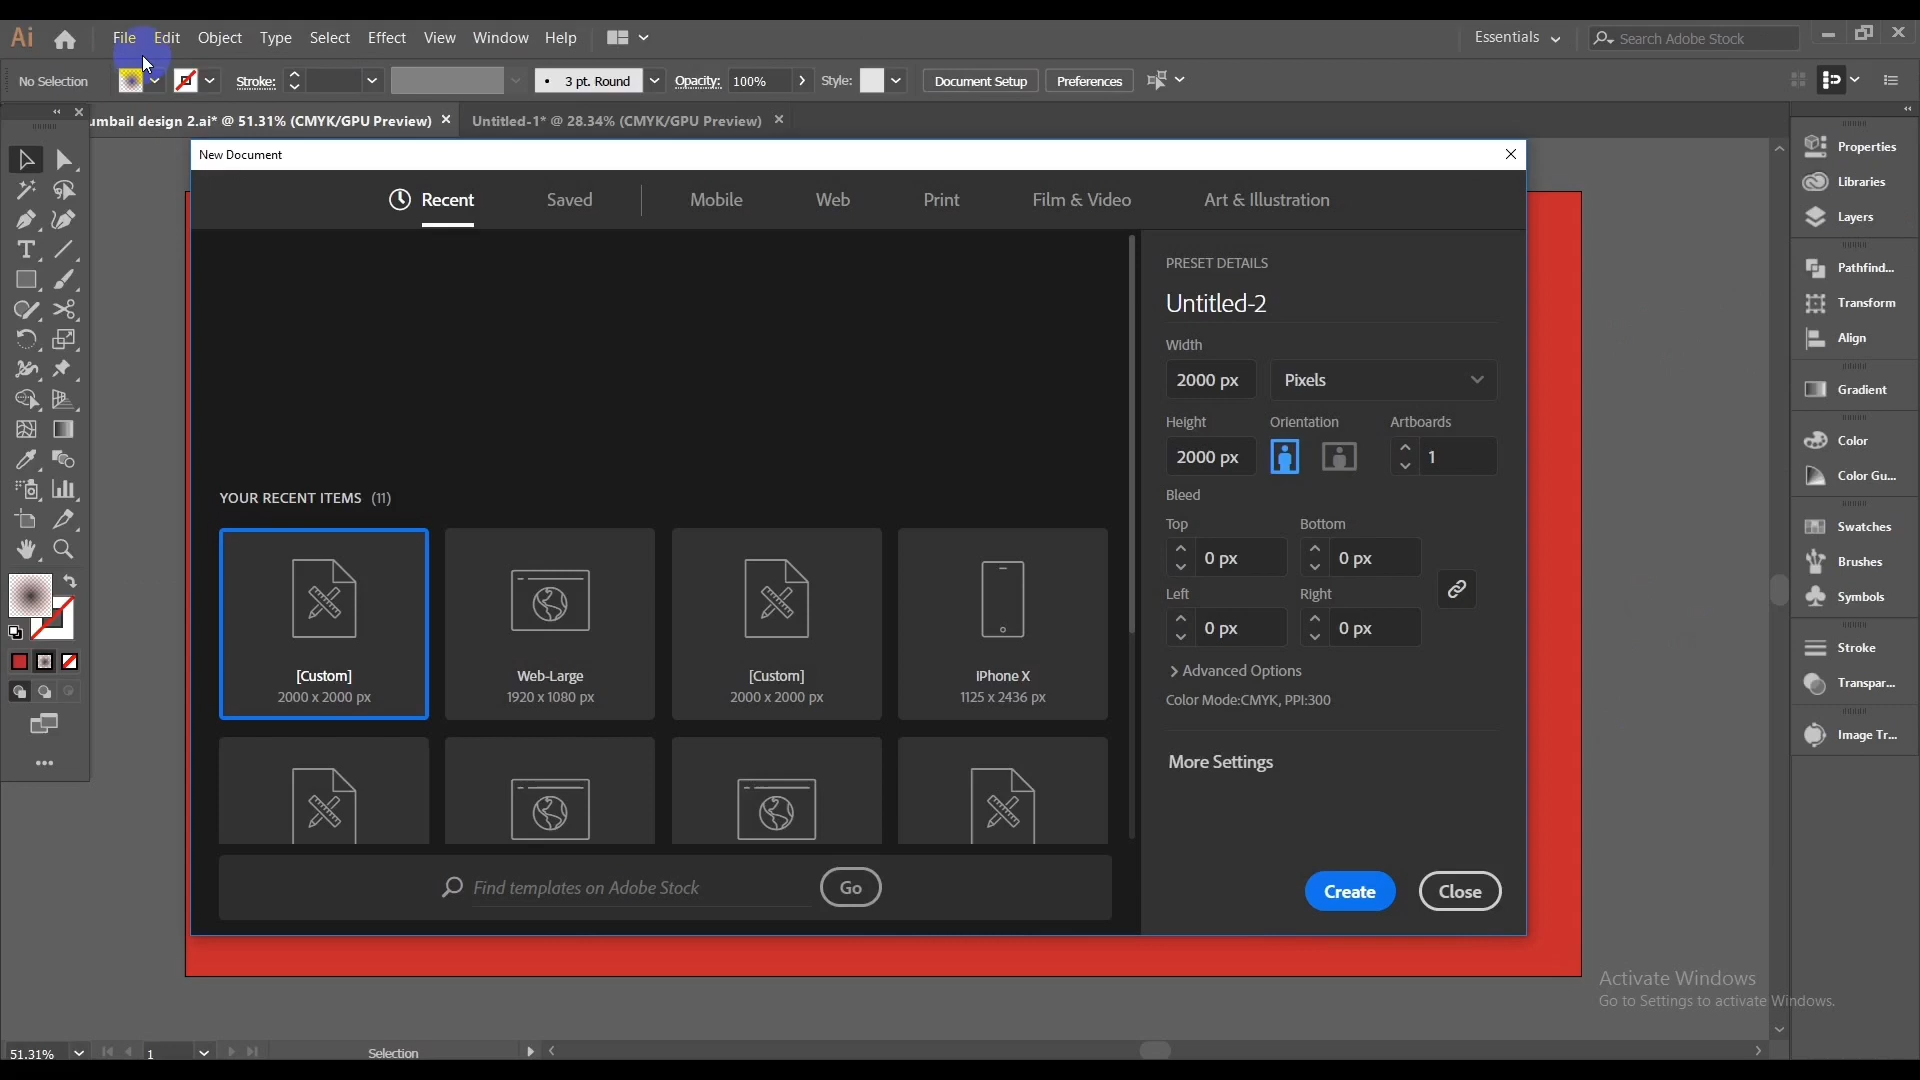 Ai File Edit Object Type Select Effect View Window Help Essentials Search Adobe Stock
No Selection Stroke: 3 pt. Round Opacity: 100% Style: Document Setup Preferences
umbail design 2.ai* @ 51.31% (CMYK/GPU Preview) × Untitled-1* @ 28.34% (CMYK/GPU Preview) ×
New Document
Recent Saved Mobile Web Print Film & Video Art & Illustration
PRESET DETAILS
Untitled-2
Width
2000 px Pixels
Height Orientation Artboards
2000 px 1
Bleed
Top Bottom
0 px 0 px
Left Right
0 px 0 px
> Advanced Options
Color Mode:CMYK, PPI:300
More Settings
Create Close
YOUR RECENT ITEMS (11)
[Custom]
2000 x 2000 px
Web-Large
1920 x 1080 px
[Custom]
2000 x 2000 px
iPhone X
1125 x 2436 px
Find templates on Adobe Stock Go
Properties
Libraries
Layers
Pathfind...
Transform
Align
Gradient
Color
Color Gu...
Swatches
Brushes
Symbols
Stroke
Transpar...
Image Tr...
Activate Windows
Go to Settings to activate Windows.
51.31% 1 Selection